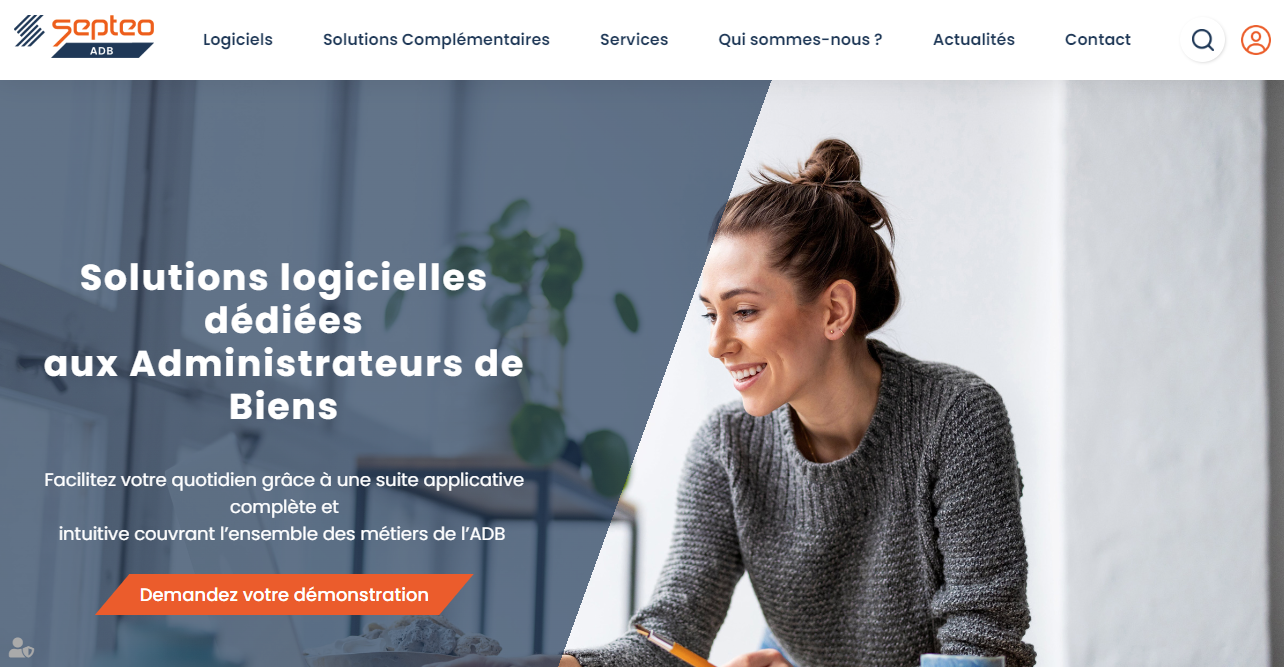 septeo
ADB
Logiciels
Solutions Complémentaires
Services
Qui sommes-nous ?
Actualités
Contact
Solutions logicielles
dédiées
aux Administrateurs de
Biens
Facilitez votre quotidien grâce à une suite applicative
complète et
intuitive couvrant l’ensemble des métiers de l’ADB
Demandez votre démonstration